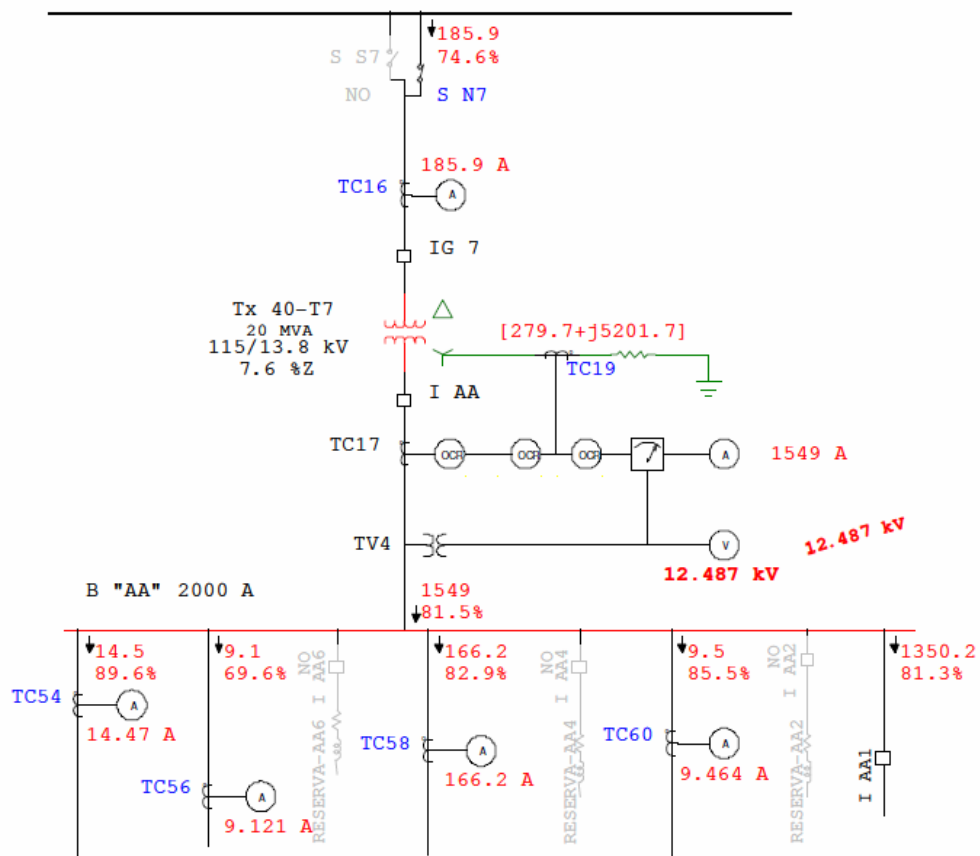 185.9
74.6%
S S7
NO
S N7
185.9 A
TC16
A
IG 7
Tx 40-T7
20 MVA
115/13.8 kV
7.6 %Z
[279.7+j5201.7]
TC19
I AA
TC17
OCR
OCR
OCR
A
1549 A
TV4
V
12.487 kV
12.487 kV
B "AA" 2000 A
1549
81.5%
14.5
89.6%
9.1
69.6%
NO
I AA6
166.2
82.9%
NO
I AA4
9.5
85.5%
NO
I AA2
1350.2
81.3%
TC54
A
14.47 A
TC56
A
9.121 A
RESERVA-AA6
TC58
A
166.2 A
RESERVA-AA4
TC60
A
9.464 A
RESERVA-AA2
I AA1